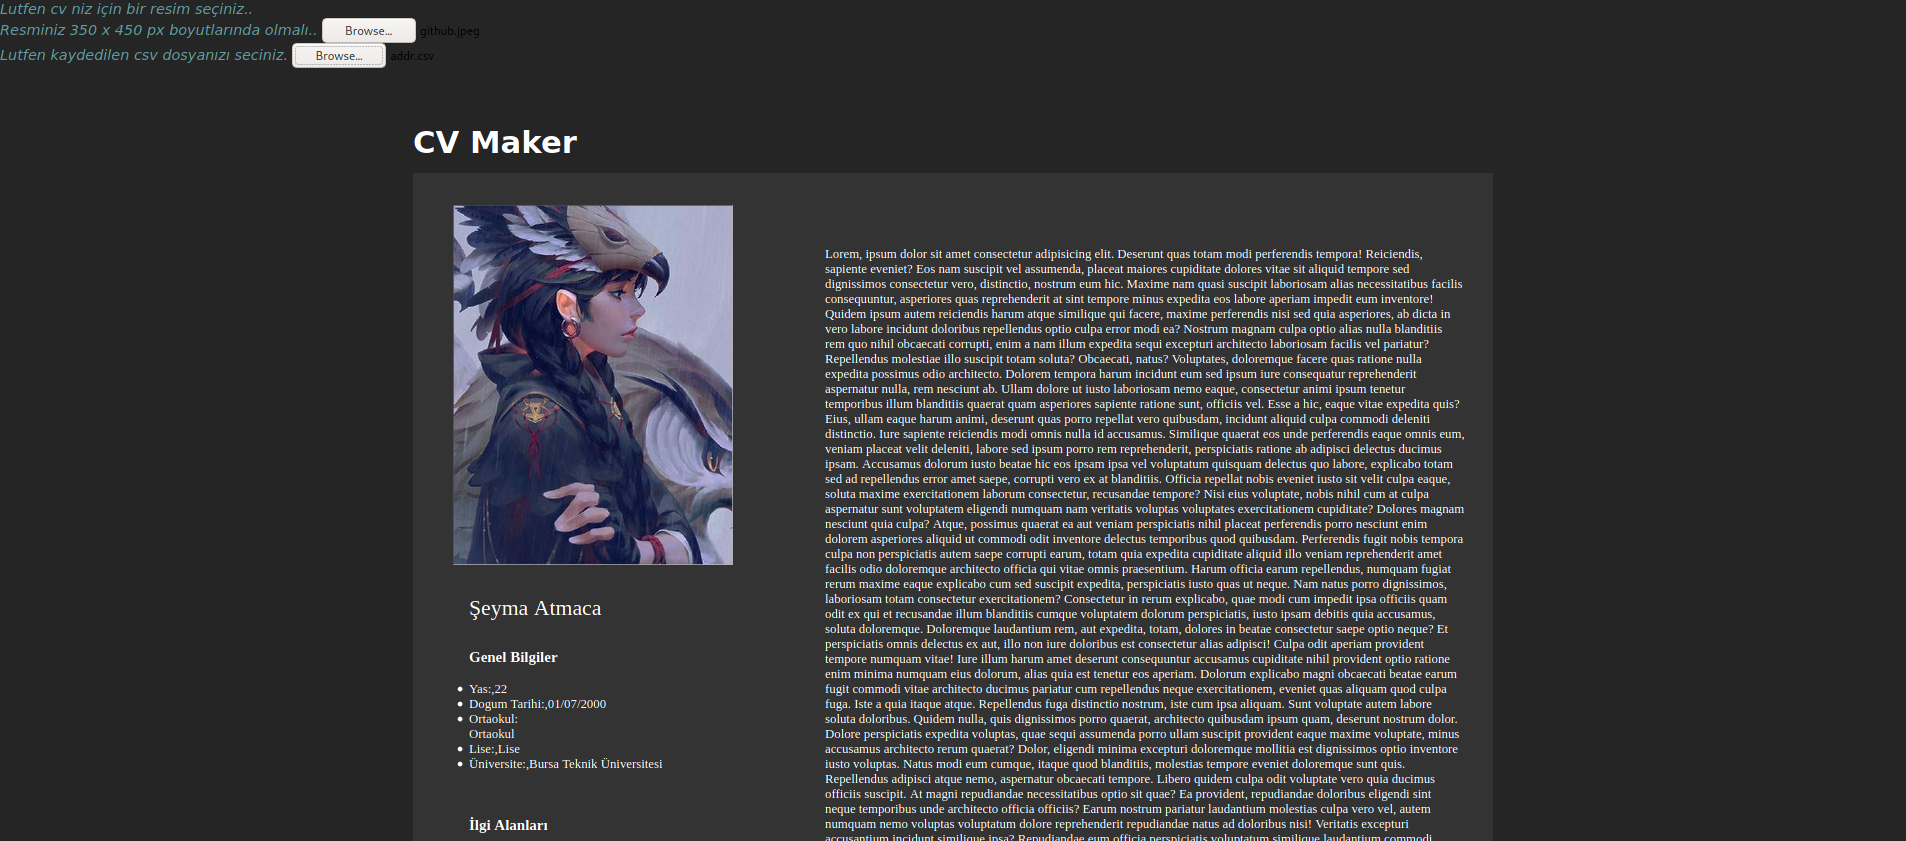 Lutfen cv niz için bir resim seçiniz..
Resminiz 350 x 450 px boyutlarında olmalı.. Browse... github.jpeg
Lutfen kaydedilen csv dosyanızı seciniz. Browse... addr.csv
CV Maker
Şeyma Atmaca
Genel Bilgiler
Yas:,22
Dogum Tarihi:,01/07/2000
Ortaokul:
Ortaokul
Lise:,Lise
Üniversite:,Bursa Teknik Üniversitesi
İlgi Alanları
Lorem, ipsum dolor sit amet consectetur adipisicing elit. Deserunt quas totam modi perferendis tempora! Reiciendis,
sapiente eveniet? Eos nam suscipit vel assumenda, placeat maiores cupiditate dolores vitae sit aliquid tempore sed
dignissimos consectetur vero, distinctio, nostrum eum hic. Maxime nam quasi suscipit laboriosam alias necessitatibus facilis
consequuntur, asperiores quas reprehenderit at sint tempore minus expedita eos labore aperiam impedit eum inventore!
Quidem ipsum autem reiciendis harum atque similique qui facere, maxime perferendis nisi sed quia asperiores, ab dicta in
vero labore incidunt doloribus repellendus optio culpa error modi ea? Nostrum magnam culpa optio alias nulla blanditiis
rem quo nihil obcaecati corrupti, enim a nam illum expedita sequi excepturi architecto laboriosam facilis vel pariatur?
Repellendus molestiae illo suscipit totam soluta? Obcaecati, natus? Voluptates, doloremque facere quas ratione nulla
expedita possimus odio architecto. Dolorem tempora harum incidunt eum sed ipsum iure consequatur reprehenderit
aspernatur nulla, rem nesciunt ab. Ullam dolore ut iusto laboriosam nemo eaque, consectetur animi ipsum tenetur
temporibus illum blanditiis quaerat quam asperiores sapiente ratione sunt, officiis vel. Esse a hic, eaque vitae expedita quis?
Eius, ullam eaque harum animi, deserunt quas porro repellat vero quibusdam, incidunt aliquid culpa commodi deleniti
distinctio. Iure sapiente reiciendis modi omnis nulla id accusamus. Similique quaerat eos unde perferendis eaque omnis eum,
veniam placeat velit deleniti, labore sed ipsum porro rem reprehenderit, perspiciatis ratione ab adipisci delectus ducimus
ipsam. Accusamus dolorum iusto beatae hic eos ipsam ipsa vel voluptatum quisquam delectus quo labore, explicabo totam
sed ad repellendus error amet saepe, corrupti vero ex at blanditiis. Officia repellat nobis eveniet iusto sit velit culpa eaque,
soluta maxime exercitationem laborum consectetur, recusandae tempore? Nisi eius voluptate, nobis nihil cum at culpa
aspernatur sunt voluptatem eligendi numquam nam veritatis voluptas voluptates exercitationem cupiditate? Dolores magnam
nesciunt quia culpa? Atque, possimus quaerat ea aut veniam perspiciatis nihil placeat perferendis porro nesciunt enim
dolorem asperiores aliquid ut commodi odit inventore delectus temporibus quod quibusdam. Perferendis fugit nobis tempora
culpa non perspiciatis autem saepe corrupti earum, totam quia expedita cupiditate aliquid illo veniam reprehenderit amet
facilis odio doloremque architecto officia qui vitae omnis praesentium. Harum officia earum repellendus, numquam fugiat
rerum maxime eaque explicabo cum sed suscipit expedita, perspiciatis iusto quas ut neque. Nam natus porro dignissimos,
laboriosam totam consectetur exercitationem? Consectetur in rerum explicabo, quae modi cum impedit ipsa officiis quam
odit ex qui et recusandae illum blanditiis cumque voluptatem dolorum perspiciatis, iusto ipsam debitis quia accusamus,
soluta doloremque. Doloremque laudantium rem, aut expedita, totam, dolores in beatae consectetur saepe optio neque? Et
perspiciatis omnis delectus ex aut, illo non iure doloribus est consectetur alias adipisci! Culpa odit aperiam provident
tempore numquam vitae! Iure illum harum amet deserunt consequuntur accusamus cupiditate nihil provident optio ratione
enim minima numquam eius dolorum, alias quia est tenetur eos aperiam. Dolorum explicabo magni obcaecati beatae earum
fugit commodi vitae architecto ducimus pariatur cum repellendus neque exercitationem, eveniet quas aliquam quod culpa
fuga. Iste a quia itaque atque. Repellendus fuga distinctio nostrum, iste cum ipsa aliquam. Sunt voluptate autem labore
soluta doloribus. Quidem nulla, quis dignissimos porro quaerat, architecto quibusdam ipsum quam, deserunt nostrum dolor.
Dolore perspiciatis expedita voluptas, quae sequi assumenda porro ullam suscipit provident eaque maxime voluptate, minus
accusamus architecto rerum quaerat? Dolor, eligendi minima excepturi doloremque mollitia est dignissimos optio inventore
iusto voluptas. Natus modi eum cumque, itaque quod blanditiis, molestias tempore eveniet doloremque sunt quis.
Repellendus adipisci atque nemo, aspernatur obcaecati tempore. Libero quidem culpa odit voluptate vero quia ducimus
officiis suscipit. At magni repudiandae necessitatibus optio sit quae? Ea provident, repudiandae doloribus eligendi sint
neque temporibus unde architecto officia officiis? Earum nostrum pariatur laudantium molestias culpa vero vel, autem
numquam nemo voluptas voluptatum dolore reprehenderit repudiandae natus ad doloribus nisi! Veritatis excepturi
accusantium incidunt similique ipsa? Repudiandae eum officia perspiciatis voluptatum similique laudantium commodi